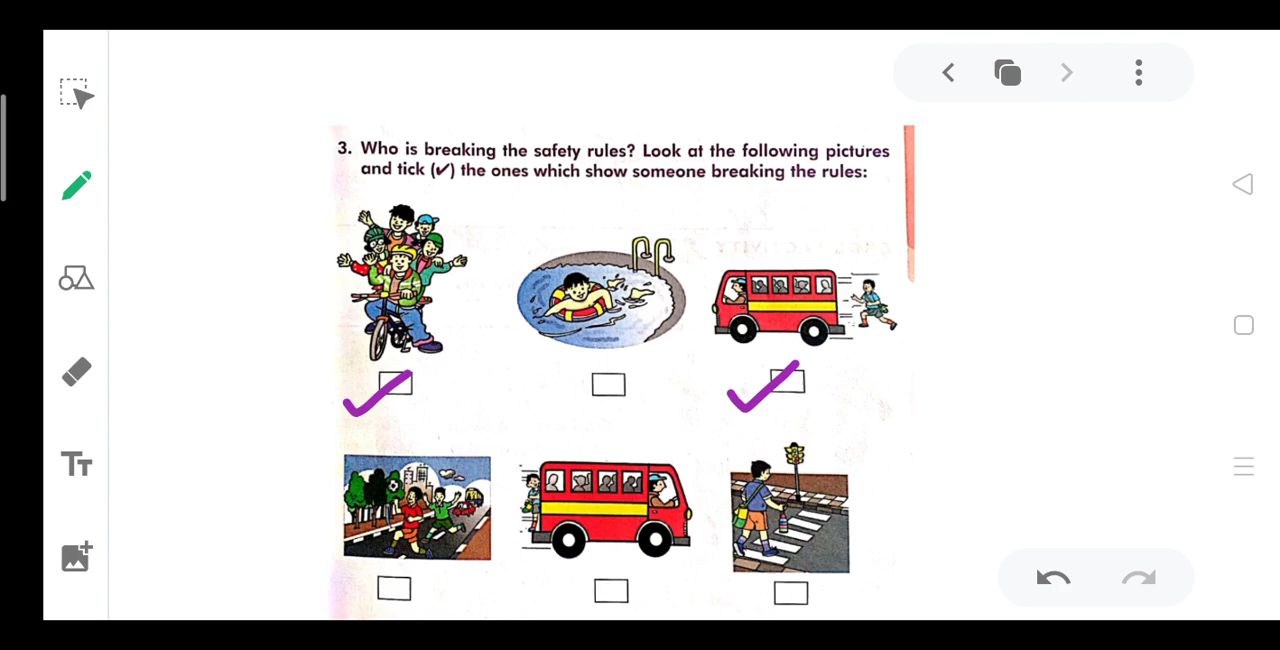 3. Who is breaking the safety rules? Look at the following pictures
and tick (✓) the ones which show someone breaking the rules:
TT